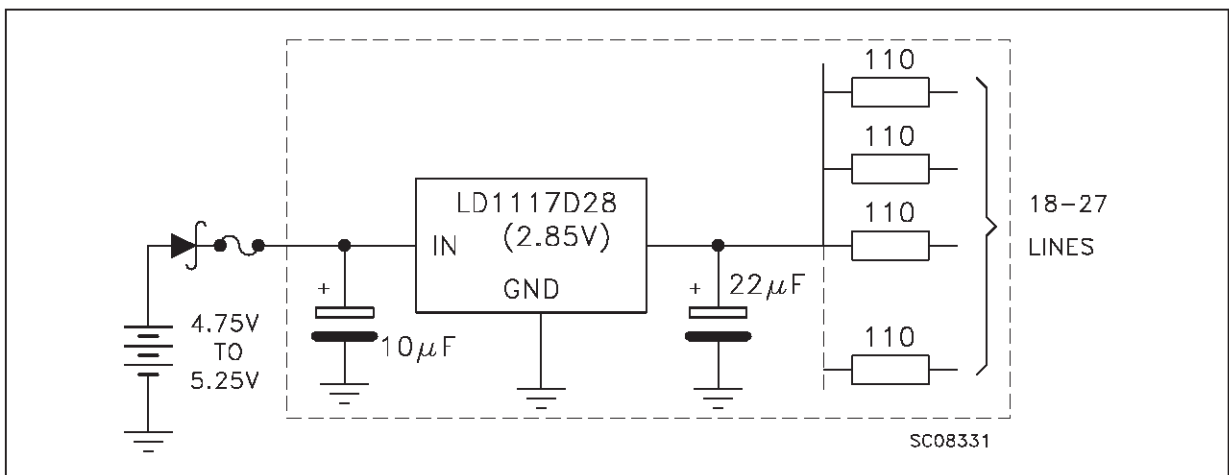 110
110
110
110
18-27
LINES
LD1117D28
(2.85V)
IN
GND
+
10µF
+
22µF
4.75V
TO
5.25V
SC08331